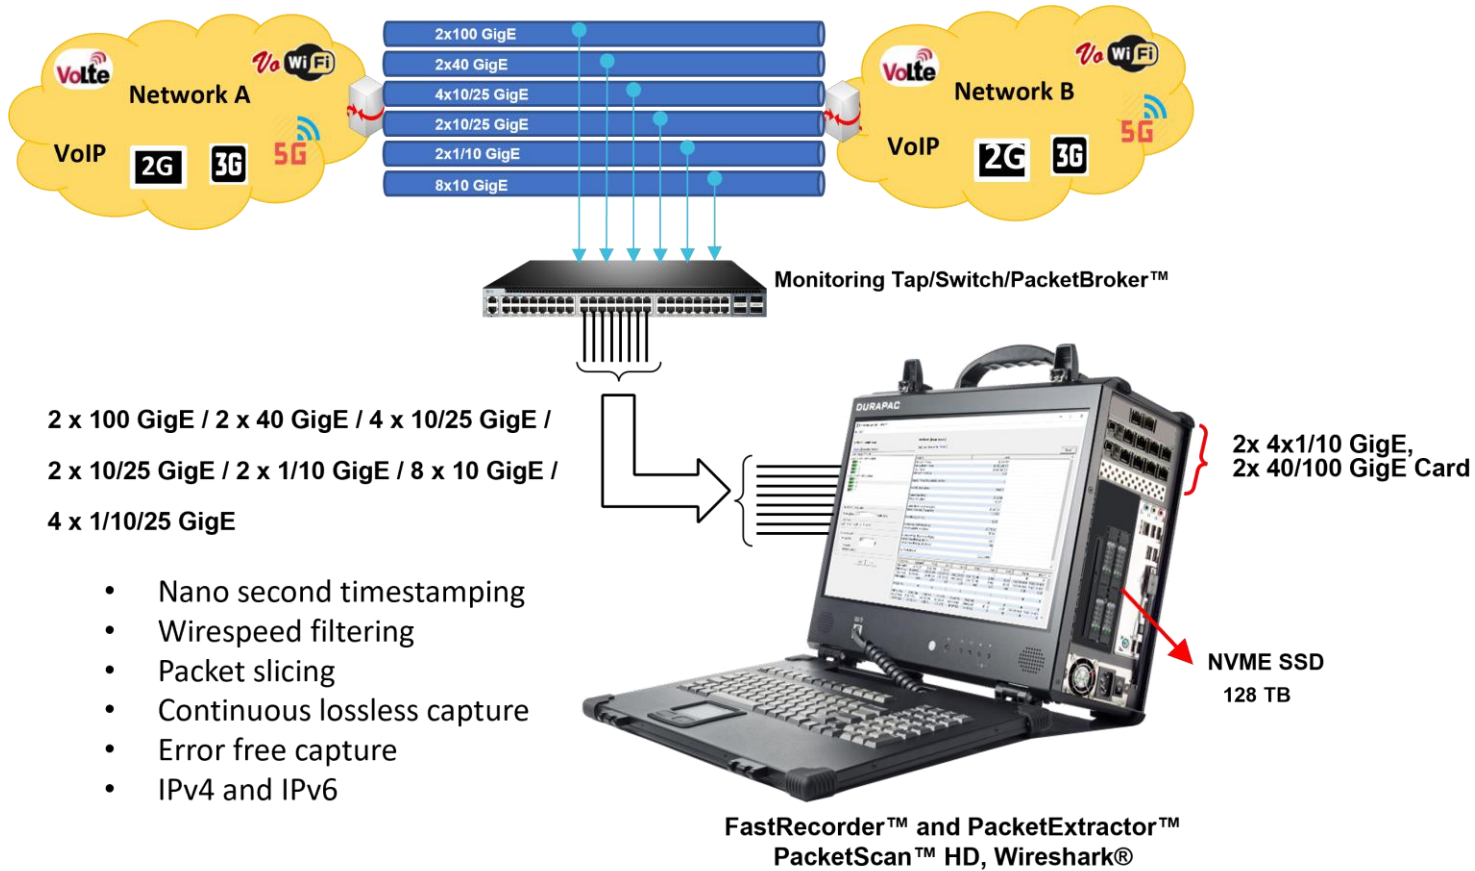 2x100 GigE
2x40 GigE
4x10/25 GigE
2x10/25 GigE
2x1/10 GigE
8x10 GigE
VoLte
Vo WiFi
Network A
VoIP
2G
3G
5G
VoLte
Vo WiFi
Network B
VoIP
2G
3G
5G
Monitoring Tap/Switch/PacketBroker™
2 x 100 GigE / 2 x 40 GigE / 4 x 10/25 GigE /
2 x 10/25 GigE / 2 x 1/10 GigE / 8 x 10 GigE /
4 x 1/10/25 GigE
• Nano second timestamping
• Wirespeed filtering
• Packet slicing
• Continuous lossless capture
• Error free capture
• IPv4 and IPv6
DURAPAC
2x 4x1/10 GigE,
2x 40/100 GigE Card
NVME SSD
128 TB
FastRecorder™ and PacketExtractor™
PacketScan™ HD, Wireshark®